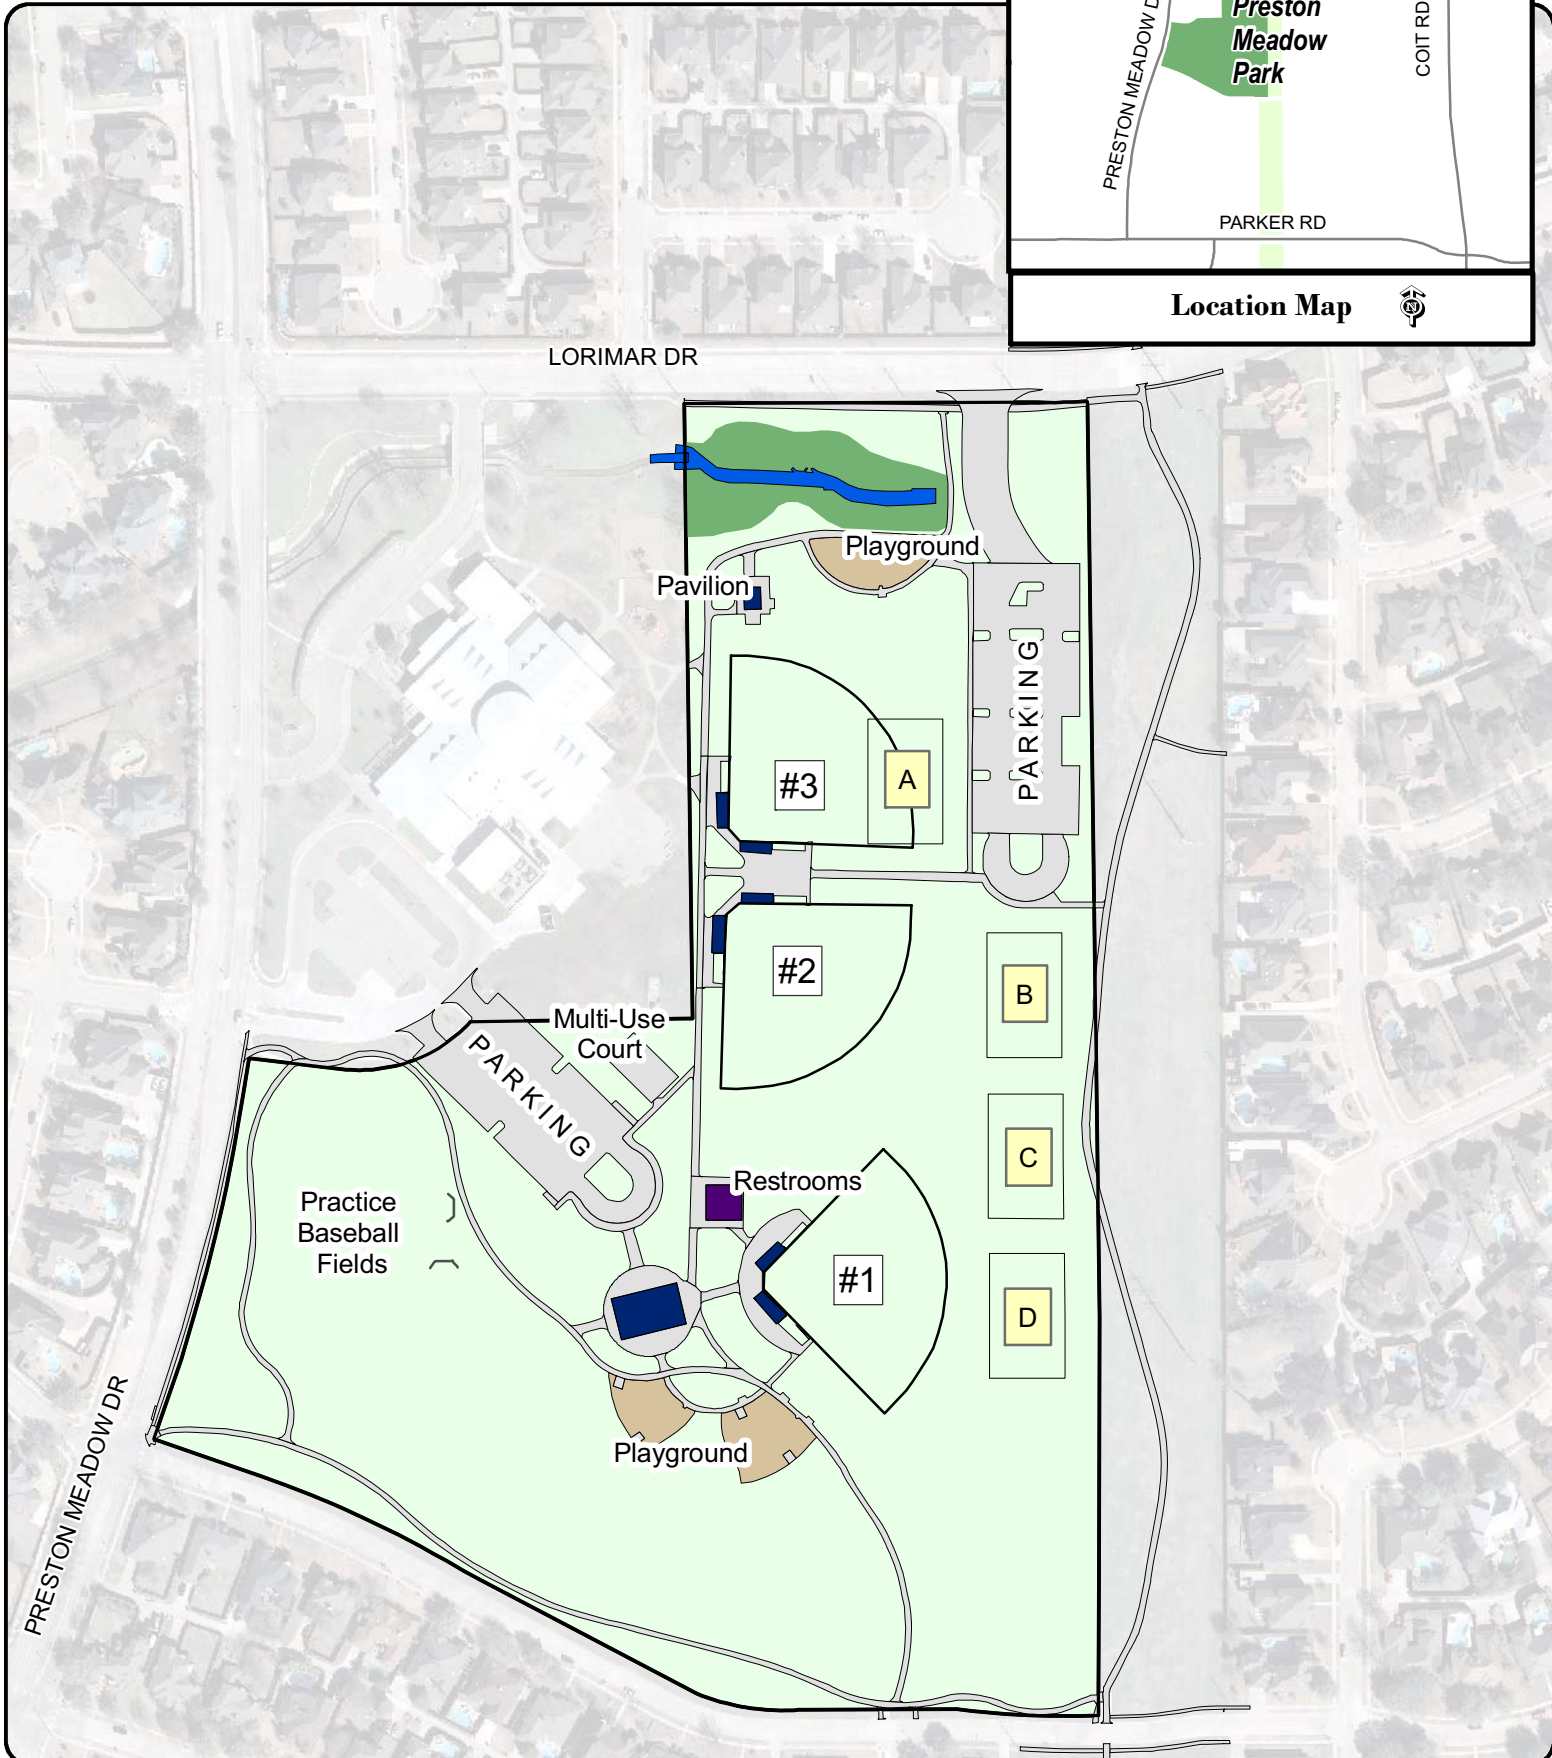 Preston
Meadow
Park
PRESTON MEADOW D
COIT RD
PARKER RD
Location Map
N
LORIMAR DR
Playground
Pavilion
PARKING
#3
A
#2
B
Multi-Use
Court
PARKING
C
Restrooms
Practice
Baseball
Fields
#1
D
Playground
PRESTON MEADOW DR